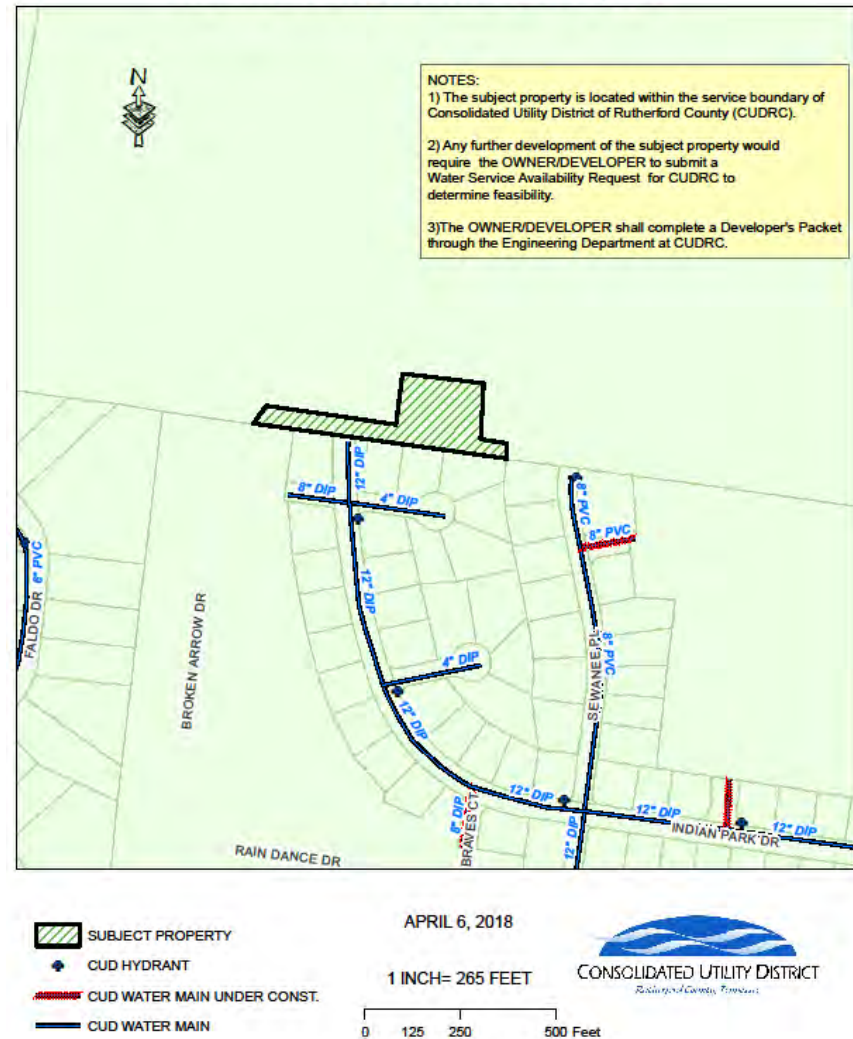 N
NOTES:
1) The subject property is located within the service boundary of
Consolidated Utility District of Rutherford County (CUDRC).
2) Any further development of the subject property would
require the OWNER/DEVELOPER to submit a
Water Service Availability Request for CUDRC to
determine feasibility.
3)The OWNER/DEVELOPER shall complete a Developer's Packet
through the Engineering Department at CUDRC.
12" DIP
8" DIP
4" DIP
8" PVC
8" PVC
6" PVC
FALDO DR
BROKEN ARROW DR
12" DIP
4" DIP
8" PVC
SEWANEE PL
12" DIP
12" DIP
12" DIP
12" DIP
8" DIP
BRAVES CT
12" DIP
INDIAN PARK DR
RAIN DANCE DR
SUBJECT PROPERTY
CUD HYDRANT
CUD WATER MAIN UNDER CONST.
CUD WATER MAIN
APRIL 6, 2018
1 INCH= 265 FEET
0 125 250 500 Feet
CONSOLIDATED UTILITY DISTRICT
Rutherford County, Tennessee